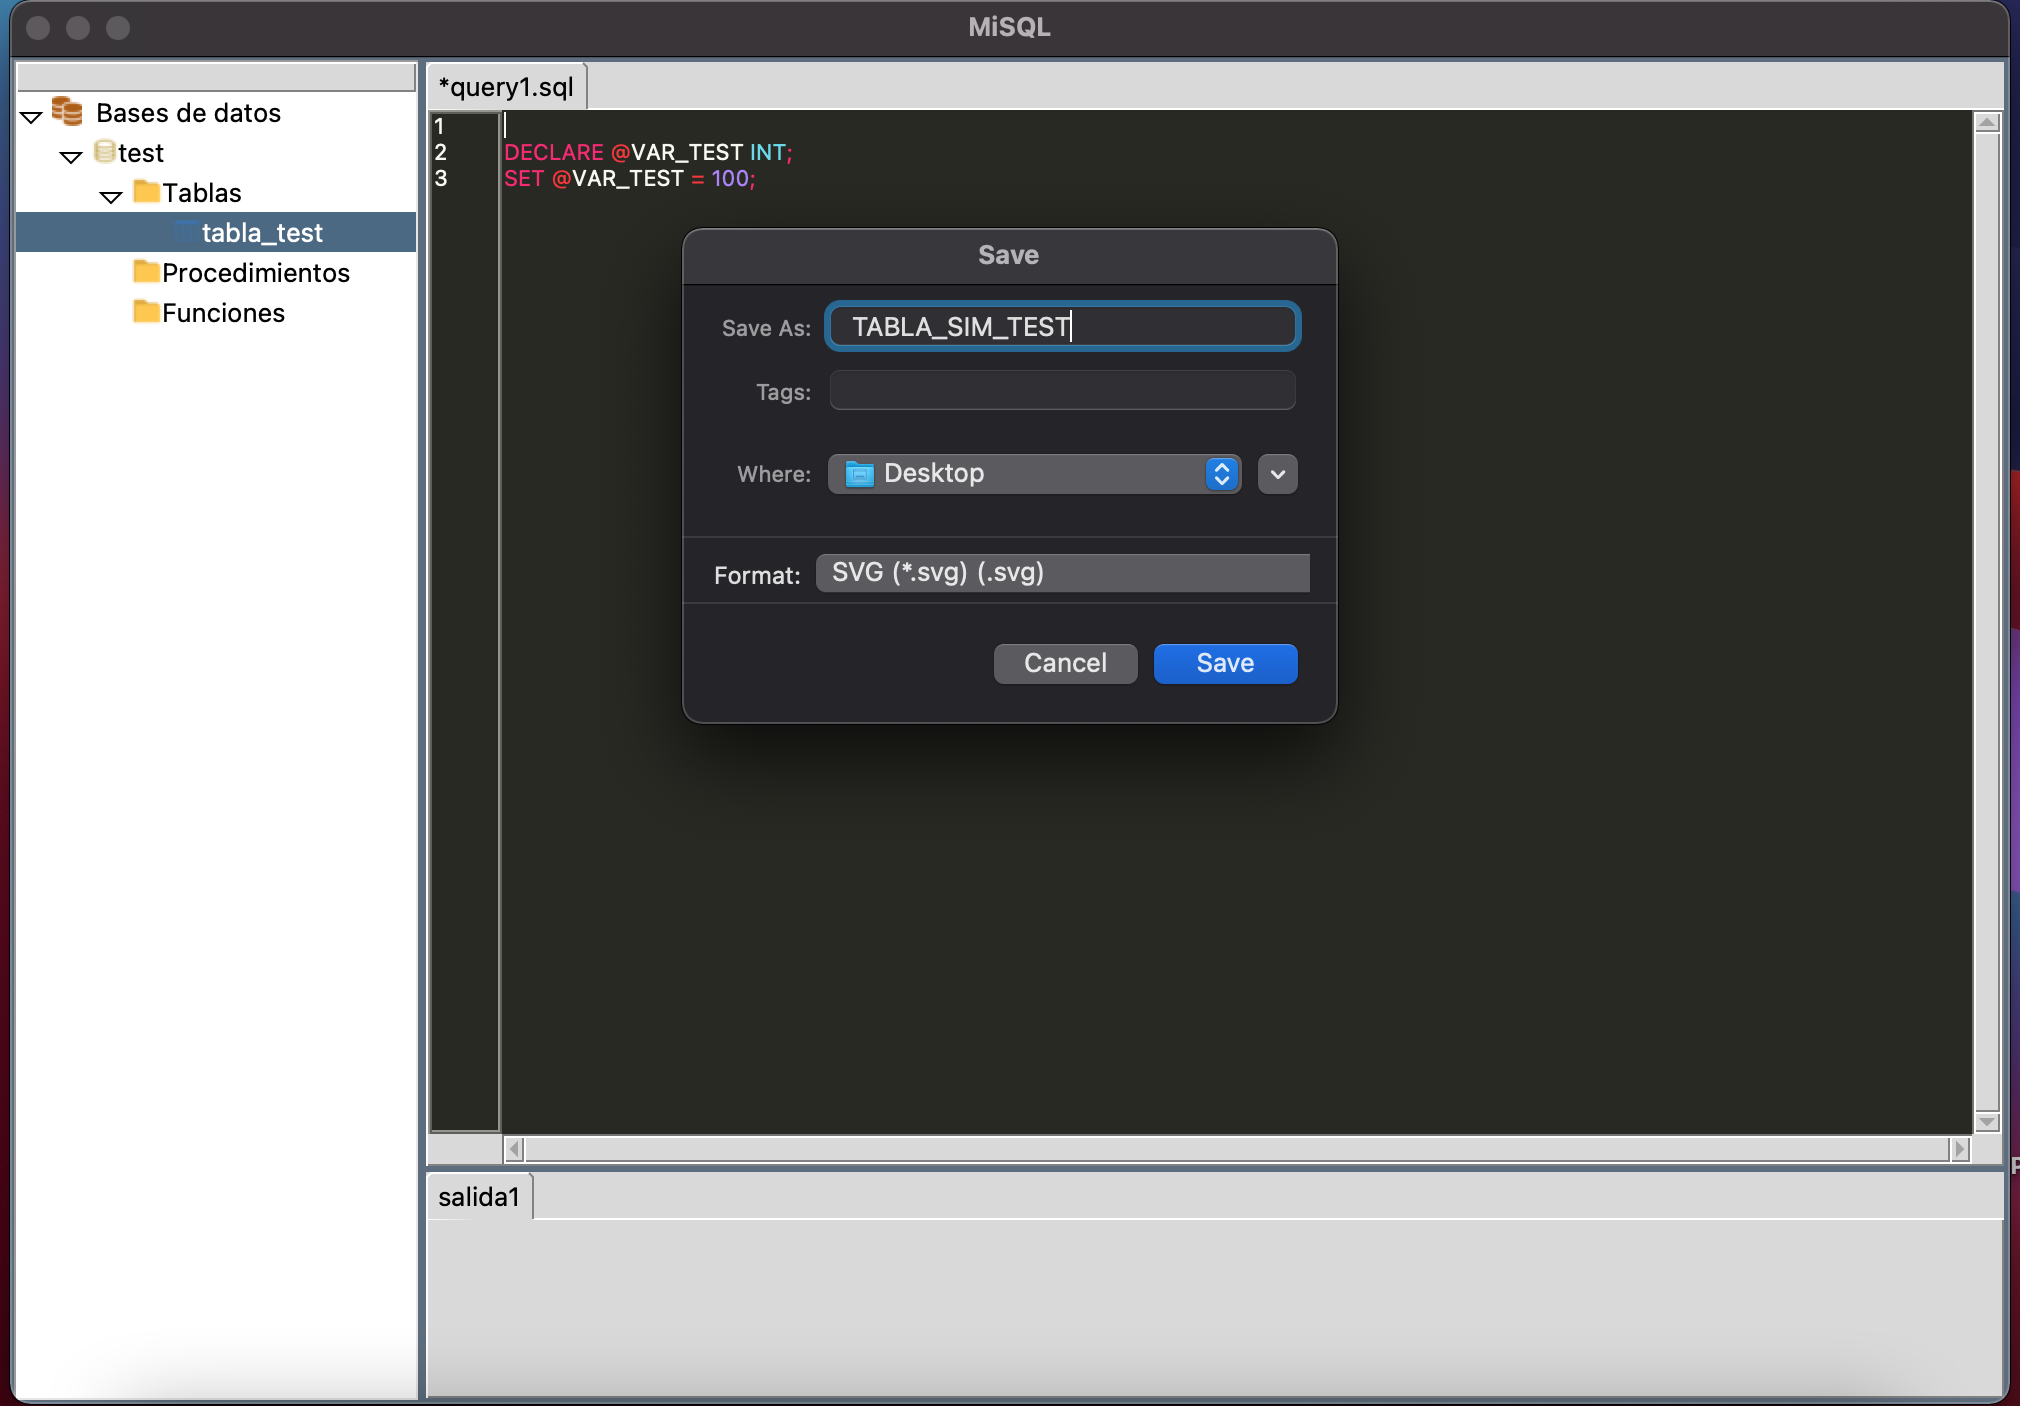 MiSQL
Bases de datos
test
Tablas
tabla_test
Procedimientos
Funciones
*query1.sql
1
2 DECLARE @VAR_TEST INT;
3 SET @VAR_TEST = 100;
Save
Save As: TABLA_SIM_TEST
Tags:
Where: Desktop
Format: SVG (*.svg) (.svg)
Cancel Save
salida1
P